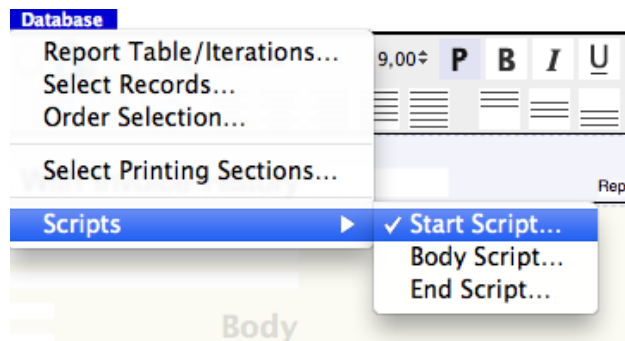 Database
Report Table/Iterations...
9,00
P B I U
Select Records...
Order Selection...
Select Printing Sections...
Rep
Scripts
✓ Start Script...
Body Script...
End Script...
Body